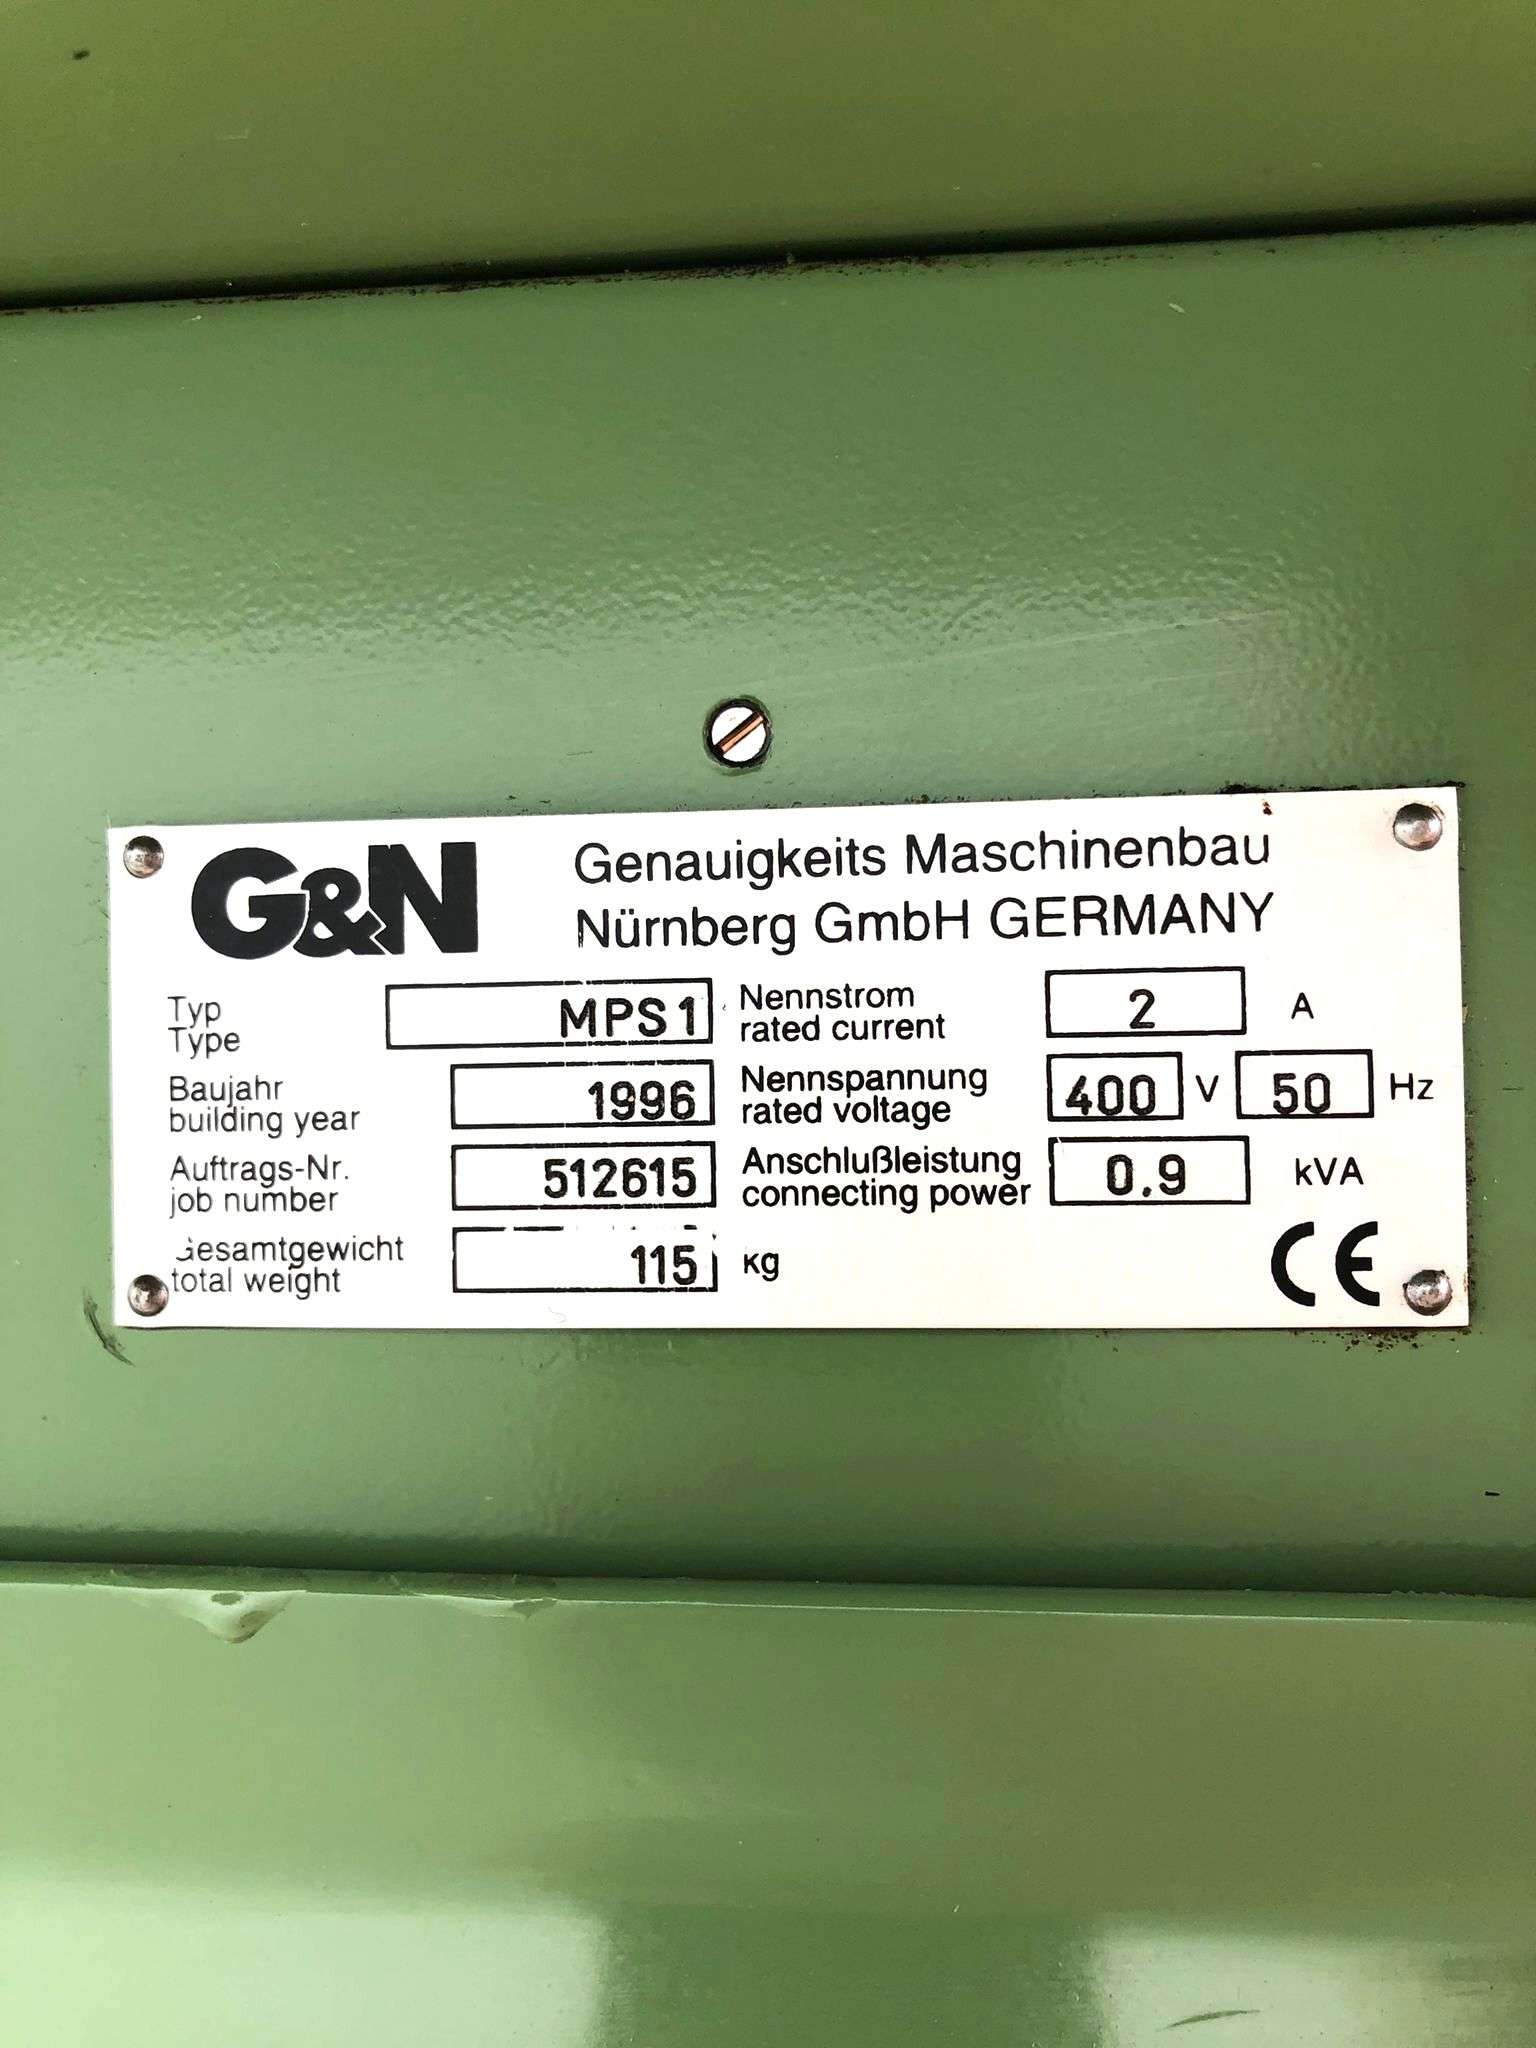 G&N
Genauigkeits Maschinenbau
Nürnberg GmbH GERMANY
Typ
Type
MPS1
Nennstrom
rated current
2 A
Baujahr
building year
1996
Nennspannung
rated voltage
400 V 50 Hz
Auftrags-Nr.
job number
512615
Anschlußleistung
connecting power
0.9 kVA
Gesamtgewicht
total weight
115 kg
CE